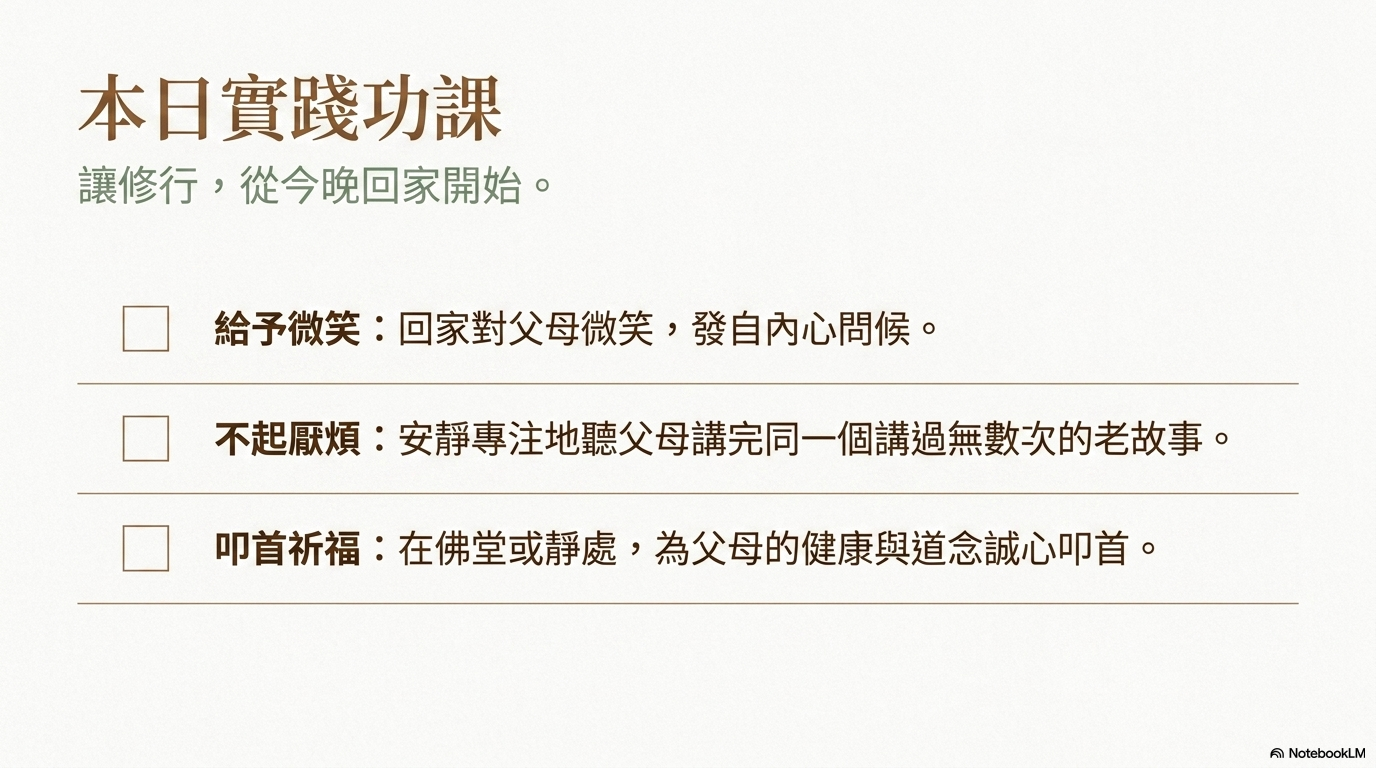 本日實踐功課
讓修行，從今晚回家開始。
給予微笑：回家對父母微笑，發自內心問候。
不起厭煩：安靜專注地聽父母講完同一個講過無數次的老故事。
叩首祈福：在佛堂或靜處，為父母的健康與道念誠心叩首。
NotebookLM